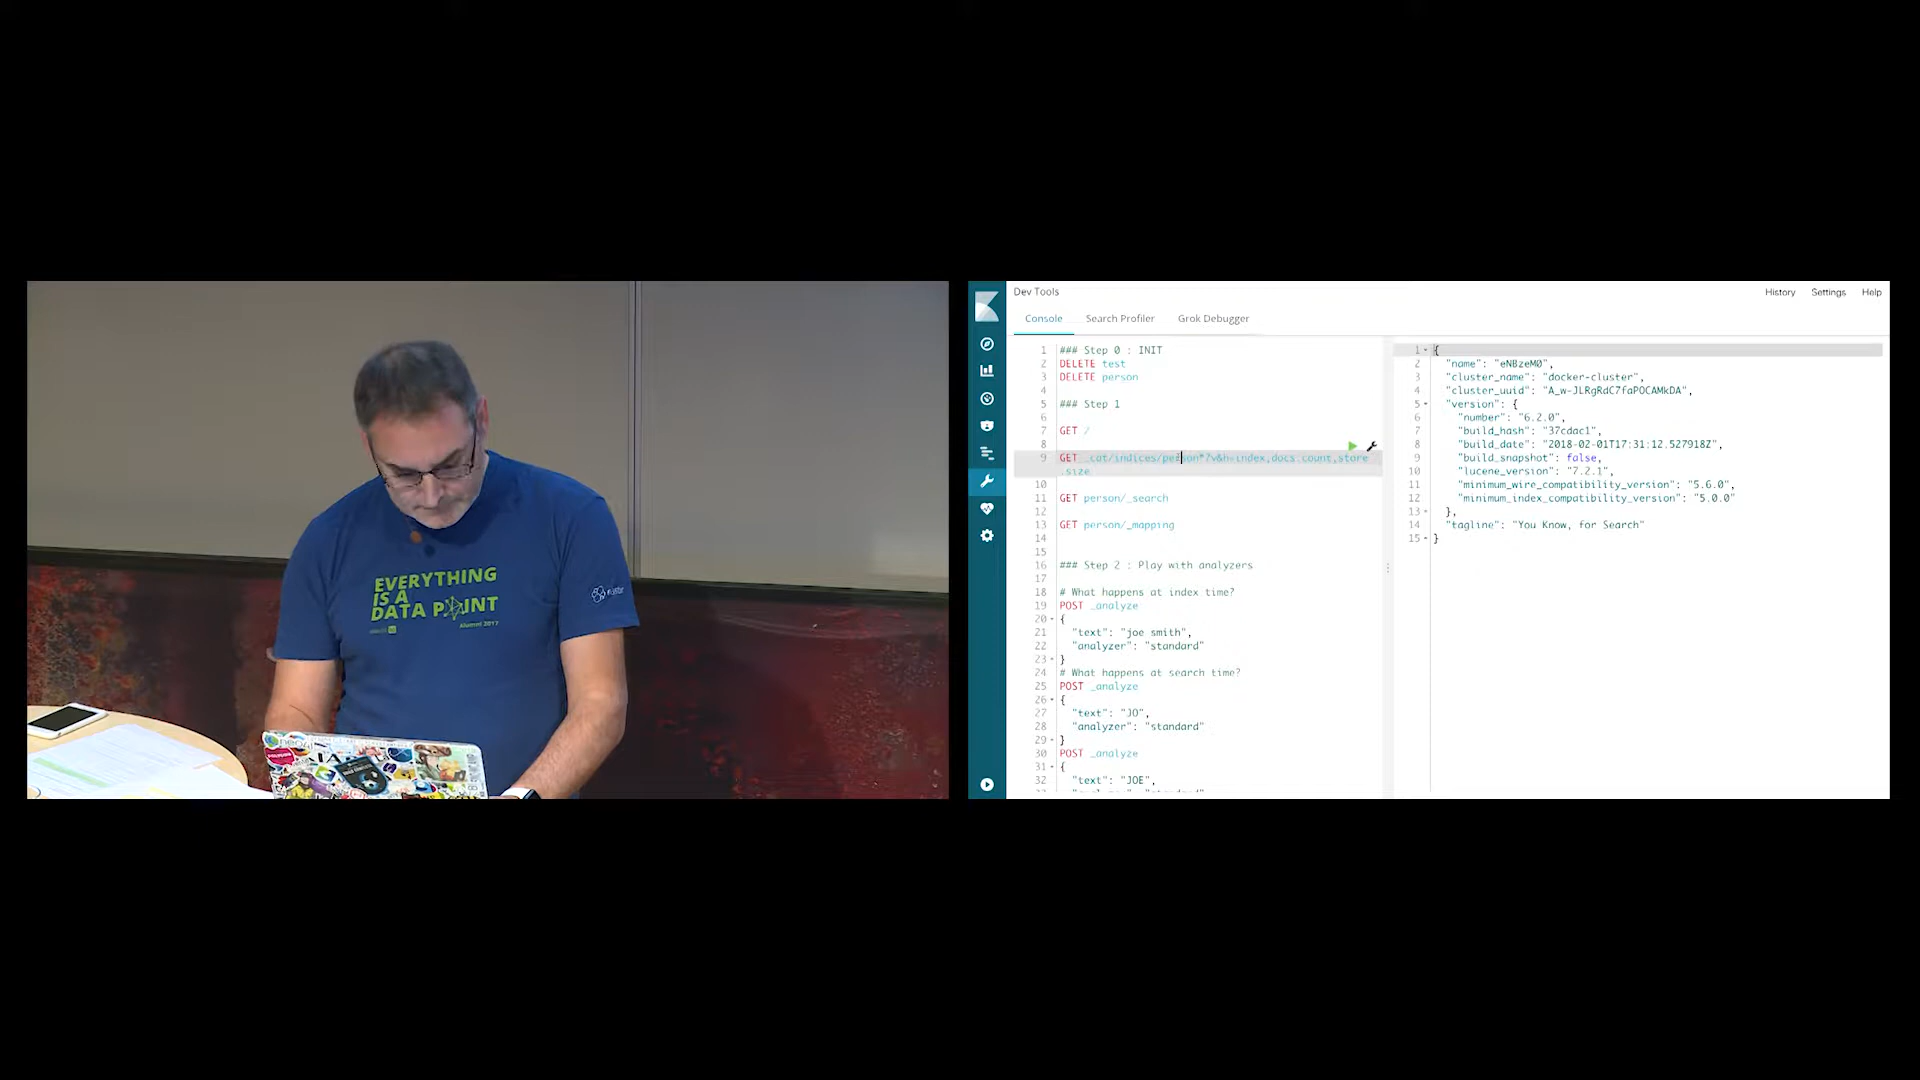 EVERYTHING
IS A
DATA POINT
Alumni 2017
Dev Tools
History
Settings
Help
Console
Search Profiler
Grok Debugger
1 ### Step 0 : INIT
2 DELETE test
3 DELETE person
4
5 ### Step 1
6
7 GET /
8
9 GET _cat/indices/person*?v&h=index,docs.count,store
.size
10
11 GET person/_search
12
13 GET person/_mapping
14
15
16 ### Step 2 : Play with analyzers
17
18 # What happens at index time?
19 POST _analyze
20 {
21 "text": "joe smith",
22 "analyzer": "standard"
23 }
24 # What happens at search time?
25 POST _analyze
26 {
27 "text": "JO",
28 "analyzer": "standard"
29 }
30 POST _analyze
31 {
32 "text": "JOE",
1 {
2 "name": "eNBzeM0",
3 "cluster_name": "docker-cluster",
4 "cluster_uuid": "A_w-JLRgRdC7faPOCAMkDA",
5 "version": {
6 "number": "6.2.0",
7 "build_hash": "37cdac1",
8 "build_date": "2018-02-01T17:31:12.527918Z",
9 "build_snapshot": false,
10 "lucene_version": "7.2.1",
11 "minimum_wire_compatibility_version": "5.6.0",
12 "minimum_index_compatibility_version": "5.0.0"
13 },
14 "tagline": "You Know, for Search"
15 }